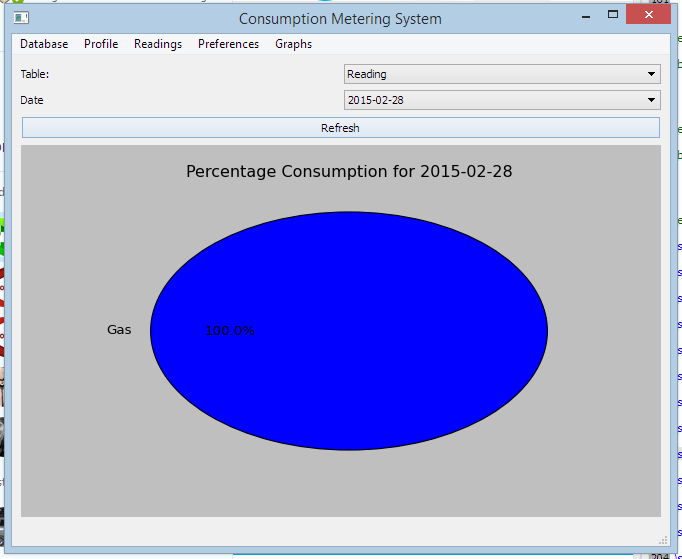 Consumption Metering System
Database Profile Readings Preferences Graphs
Table: Reading
Date 2015-02-28
Refresh
Percentage Consumption for 2015-02-28
Gas 100.0%